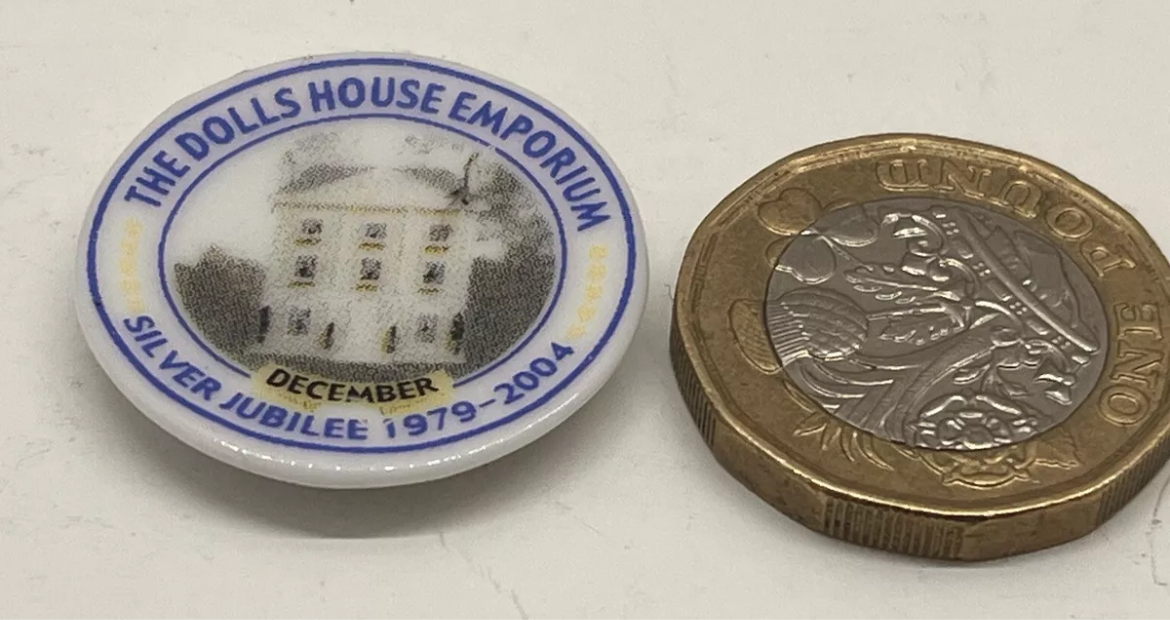 THE DOLLS HOUSE EMPORIUM
DECEMBER
SILVER JUBILEE 1979-2004
ONE POUND